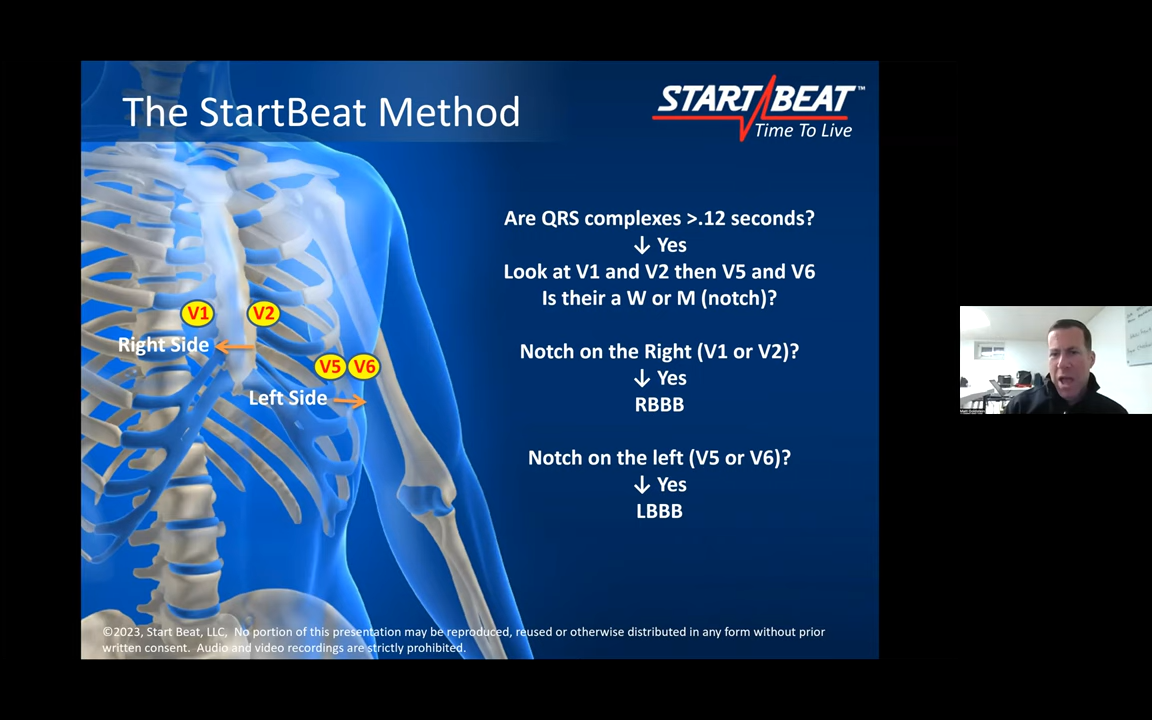 The StartBeat Method
START BEAT™
Time To Live
Are QRS complexes >.12 seconds?
↓ Yes
Look at V1 and V2 then V5 and V6
Is their a W or M (notch)?
Notch on the Right (V1 or V2)?
↓ Yes
RBBB
Notch on the left (V5 or V6)?
↓ Yes
LBBB
V1 V2
Right Side
V5 V6
Left Side
©2023, Start Beat, LLC, No portion of this presentation may be reproduced, reused or otherwise distributed in any form without prior
written consent. Audio and video recordings are strictly prohibited.